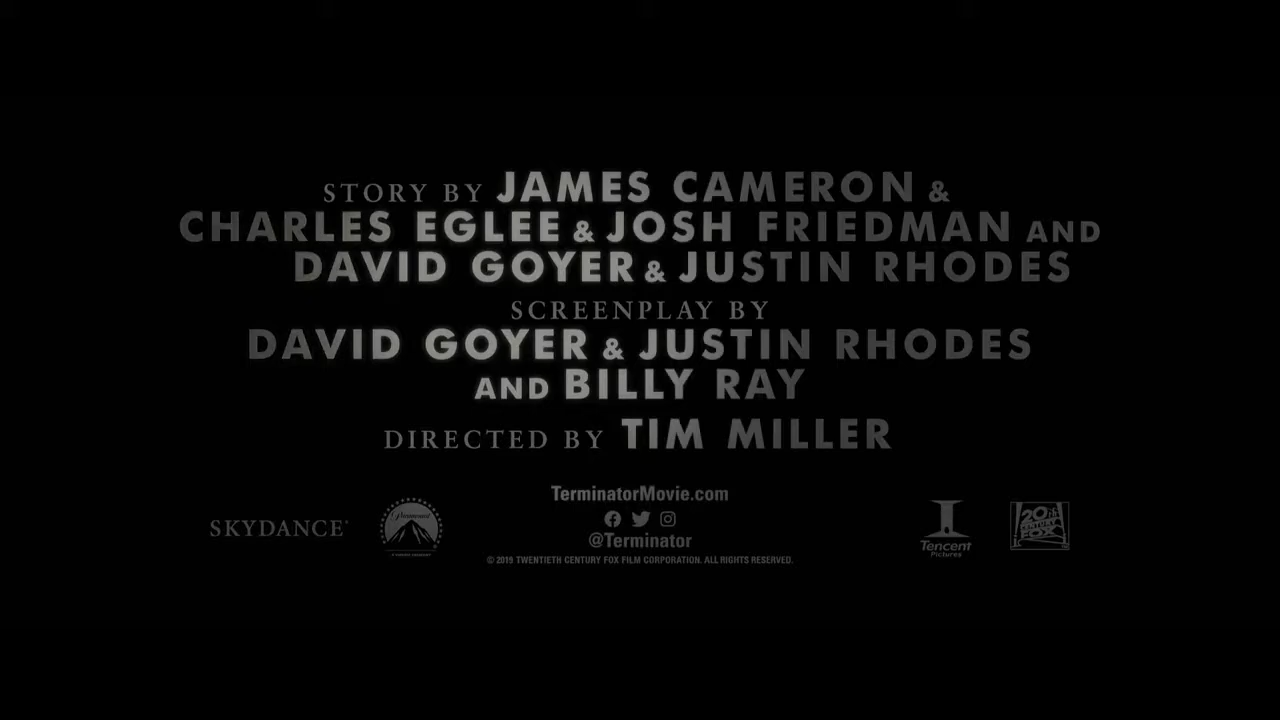 STORY BY JAMES CAMERON &
CHARLES EGLEE & JOSH FRIEDMAN AND
DAVID GOYER & JUSTIN RHODES
SCREENPLAY BY
DAVID GOYER & JUSTIN RHODES
AND BILLY RAY
DIRECTED BY TIM MILLER
TerminatorMovie.com
SKYDANCE
Paramount
@Terminator
Tencent
Pictures
20th
CENTURY
FOX
© 2019 TWENTIETH CENTURY FOX FILM CORPORATION. ALL RIGHTS RESERVED.